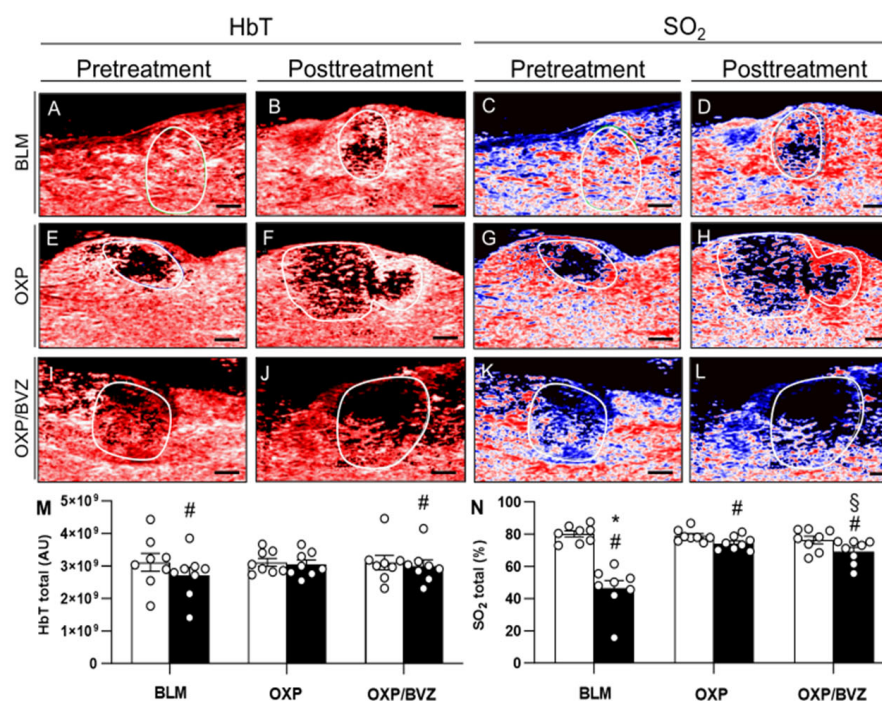 HbT SO₂
Pretreatment Posttreatment Pretreatment Posttreatment
BLM
A B C D
OXP
E F G H
OXP/BVZ
I J K L
M
HbT total (AU)
5×10⁹
4×10⁹
3×10⁹
2×10⁹
1×10⁹
0
# #
BLM OXP OXP/BVZ
N
SO₂ total (%)
100
80
60
40
20
0
* # §
# #
BLM OXP OXP/BVZ